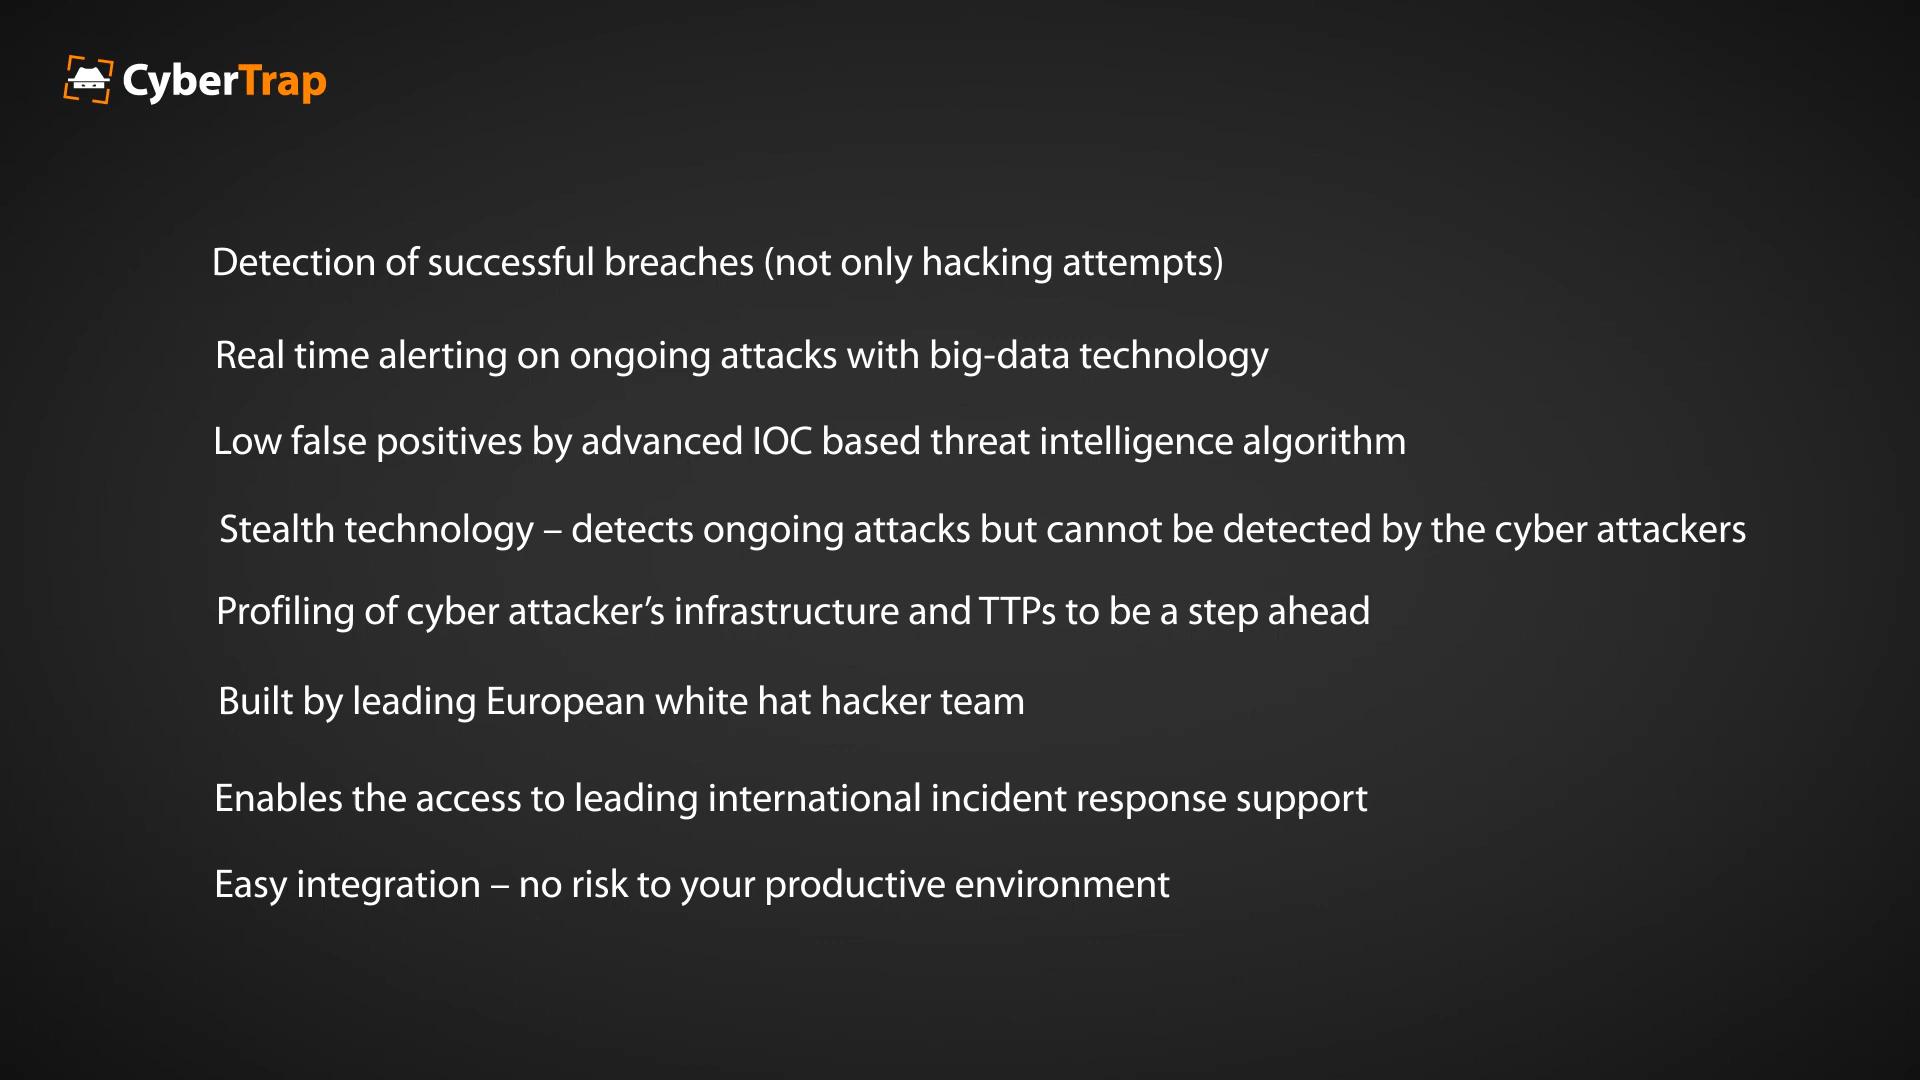 CyberTrap
Detection of successful breaches (not only hacking attempts)
Real time alerting on ongoing attacks with big-data technology
Low false positives by advanced IOC based threat intelligence algorithm
Stealth technology – detects ongoing attacks but cannot be detected by the cyber attackers
Profiling of cyber attacker’s infrastructure and TTPs to be a step ahead
Built by leading European white hat hacker team
Enables the access to leading international incident response support
Easy integration – no risk to your productive environment